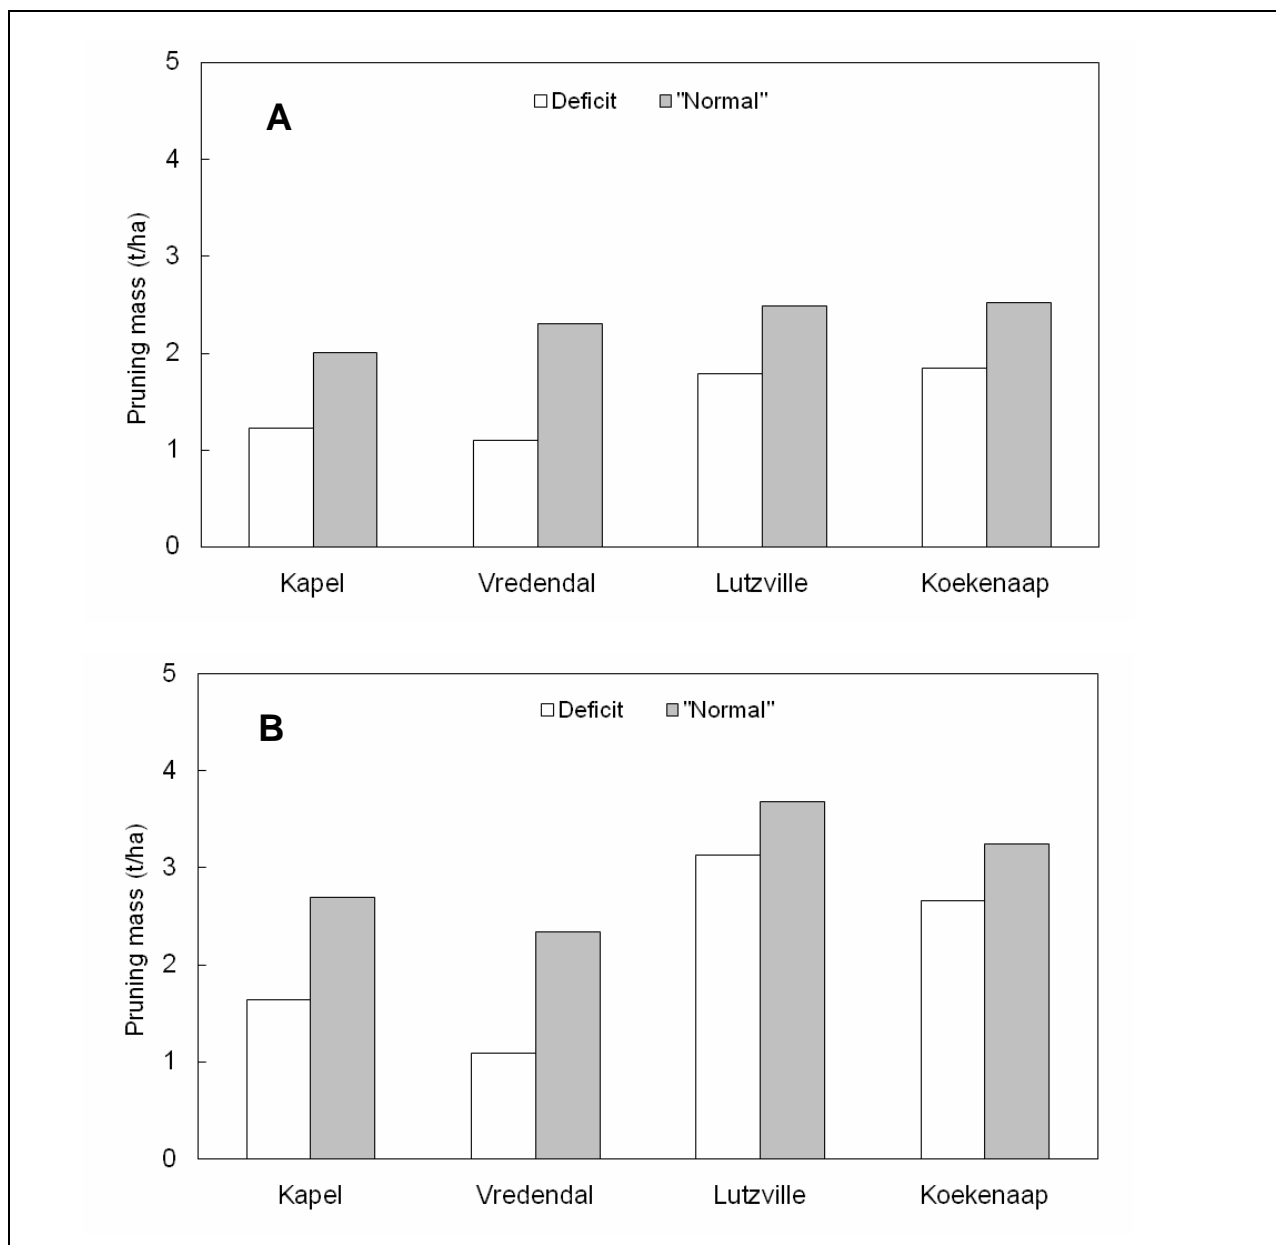 5
Deficit "Normal"
A
4
3
Pruning mass (t/ha)
2
1
0
Kapel Vredendal Lutzville Koekenaap
5
Deficit "Normal"
B
4
3
Pruning mass (t/ha)
2
1
0
Kapel Vredendal Lutzville Koekenaap